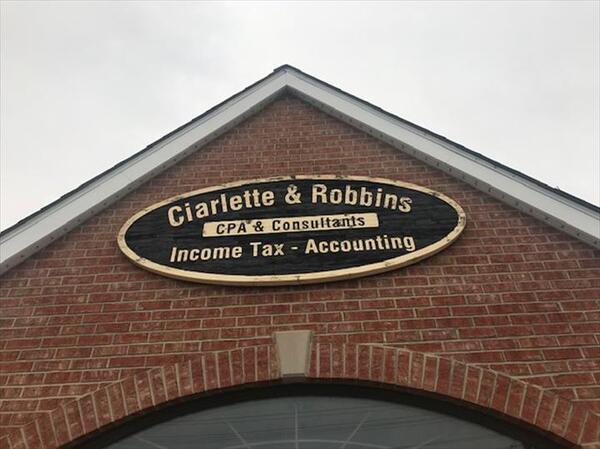 Ciarlette & Robbins
CPA & Consultants
Income Tax - Accounting